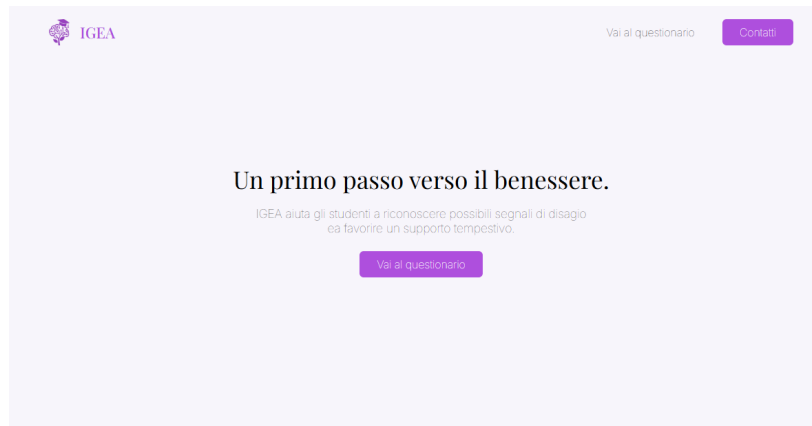 IGEA
Vai al questionario
Contatti
Un primo passo verso il benessere.
IGEA aiuta gli studenti a riconoscere possibili segnali di disagio
ea favorire un supporto tempestivo.
Vai al questionario